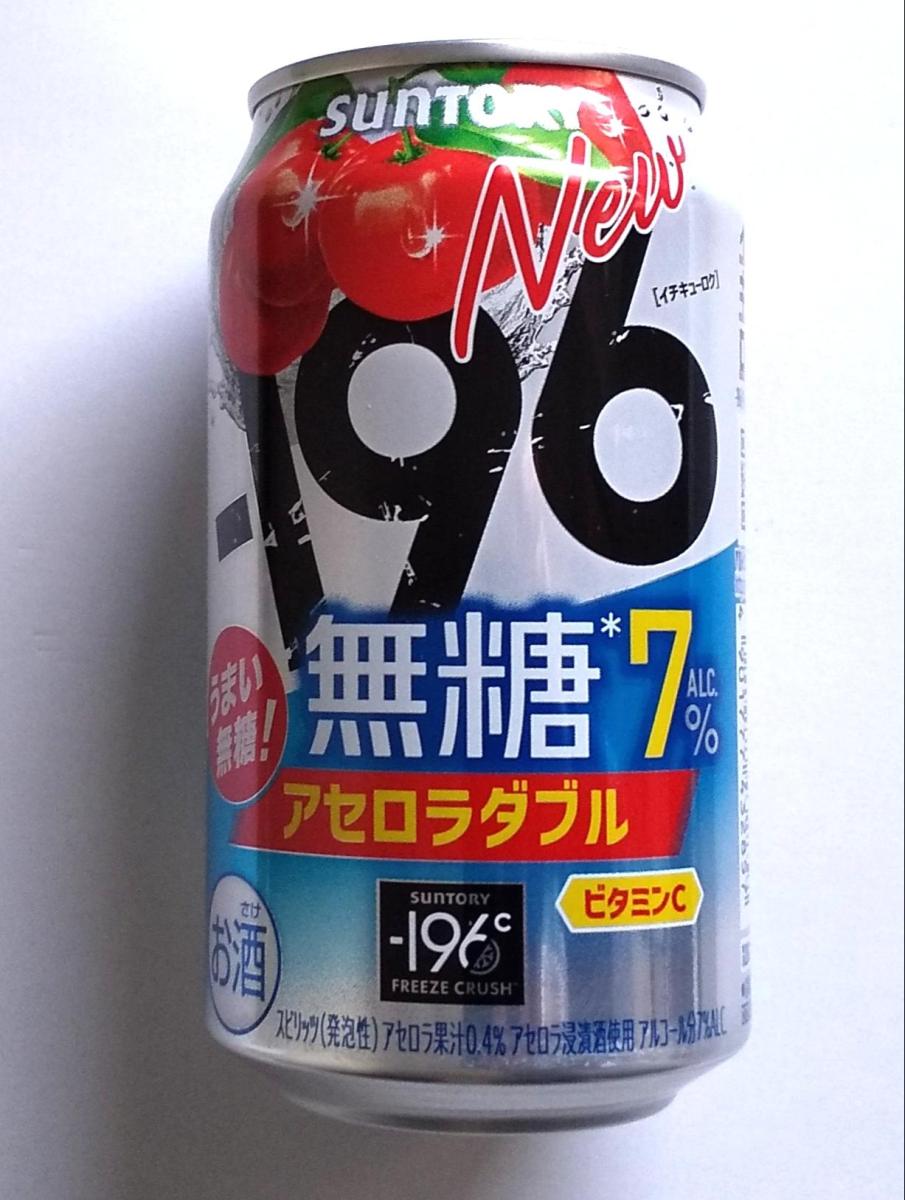 SUNTORY
New
[イチキューロク]
-196
無糖*7
ALC.
%
うまい
無糖!
アセロラダブル
ビタミンC
さけ
お酒
SUNTORY
-196℃
FREEZE CRUSH
スピリッツ(発泡性) アセロラ果汁0.4% アセロラ浸漬酒使用 アルコール分7%ALC